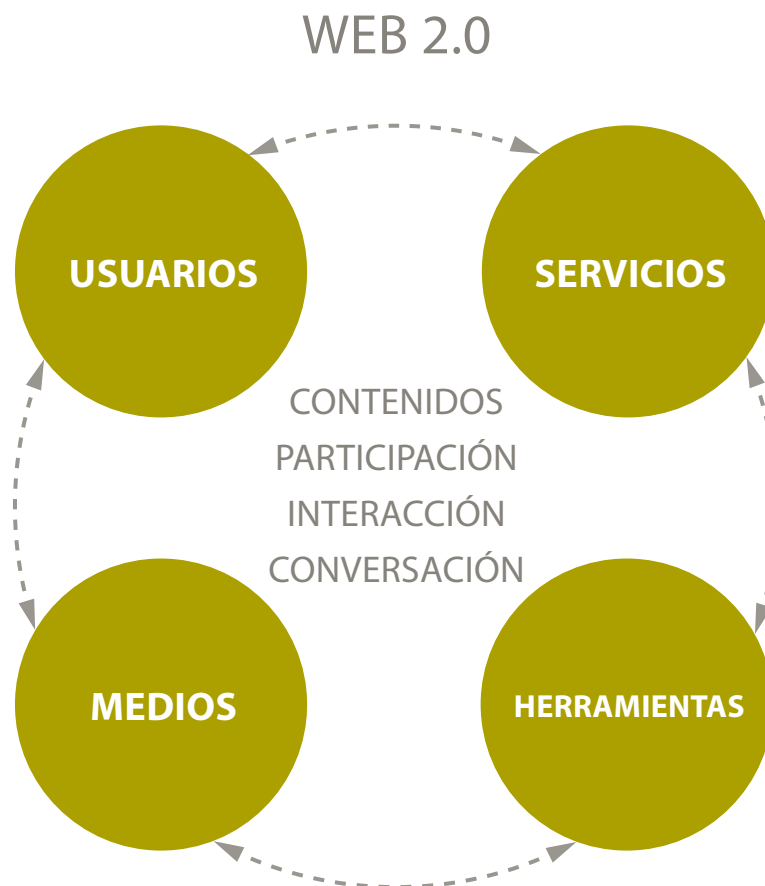 WEB 2.0
USUARIOS
SERVICIOS
CONTENIDOS
PARTICIPACIÓN
INTERACCIÓN
CONVERSACIÓN
MEDIOS
HERRAMIENTAS